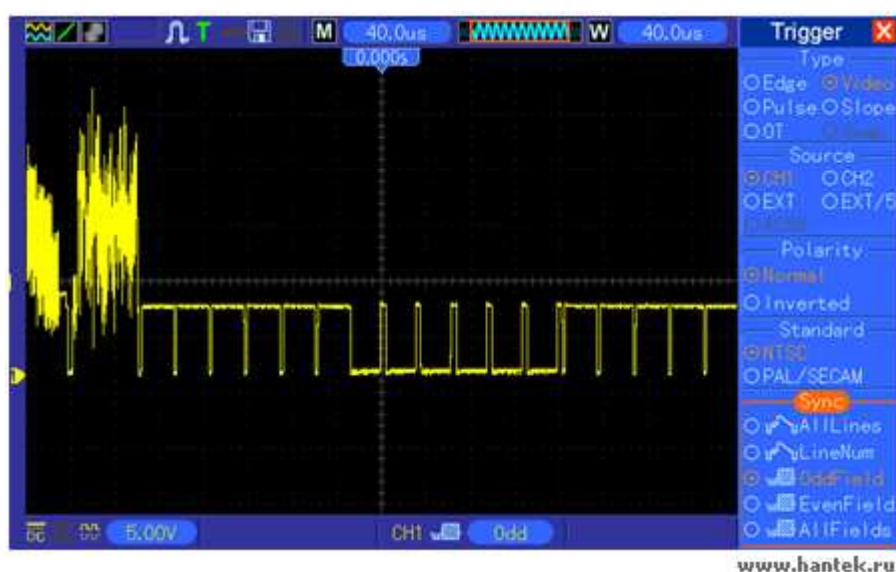 T M 40.0us W 40.0us
0.000s
5.00V CH1 Odd
Trigger
Type
Edge Video
Pulse Slope
OT
Source
CH1 CH2
EXT EXT/5
Polarity
Normal
Inverted
Standard
NTSC
PAL/SECAM
Sync
AllLines
LineNum
OddField
EvenField
AllFields
www.hantek.ru